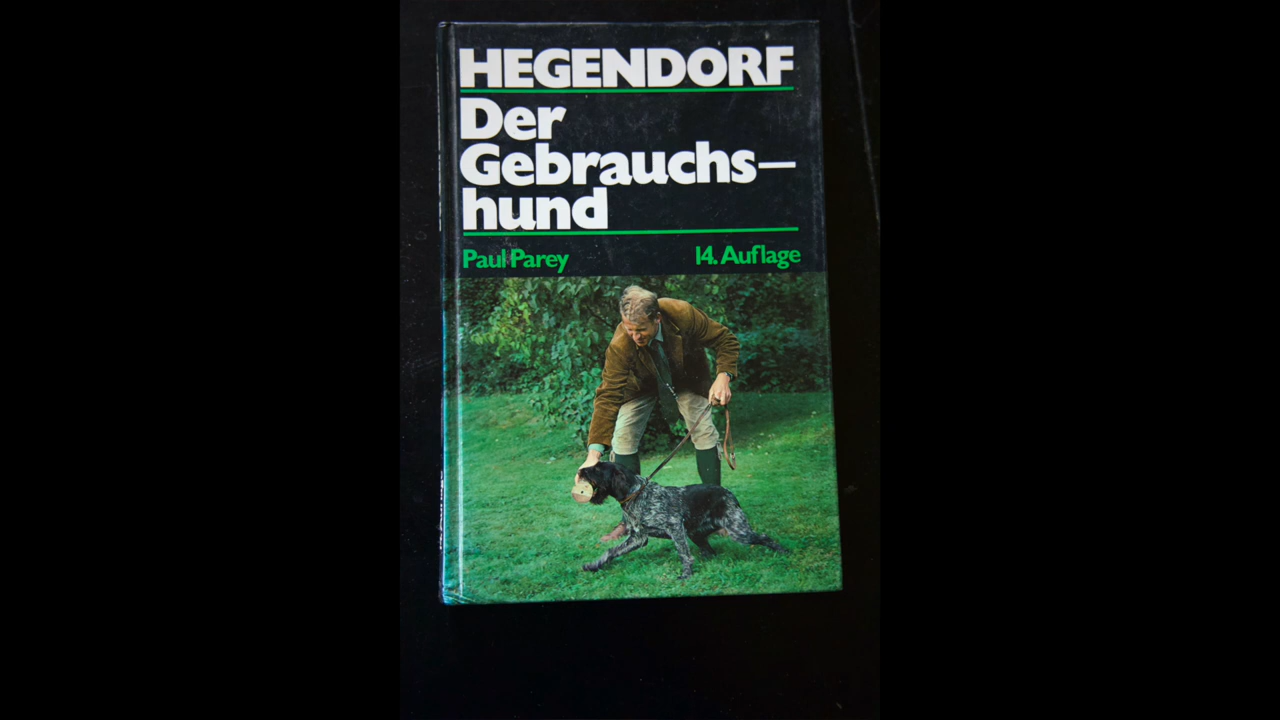 HEGENDORF
Der
Gebrauchs–
hund
Paul Parey 14. Auflage